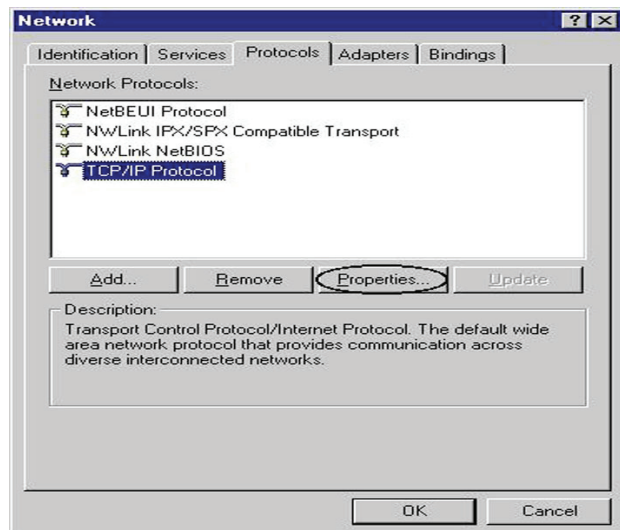 Network
Identification Services Protocols Adapters Bindings
Network Protocols:
NetBEUI Protocol
NWLink IPX/SPX Compatible Transport
NWLink NetBIOS
TCP/IP Protocol
Add... Remove Properties... Update
Description:
Transport Control Protocol/Internet Protocol. The default wide
area network protocol that provides communication across
diverse interconnected networks.
OK Cancel